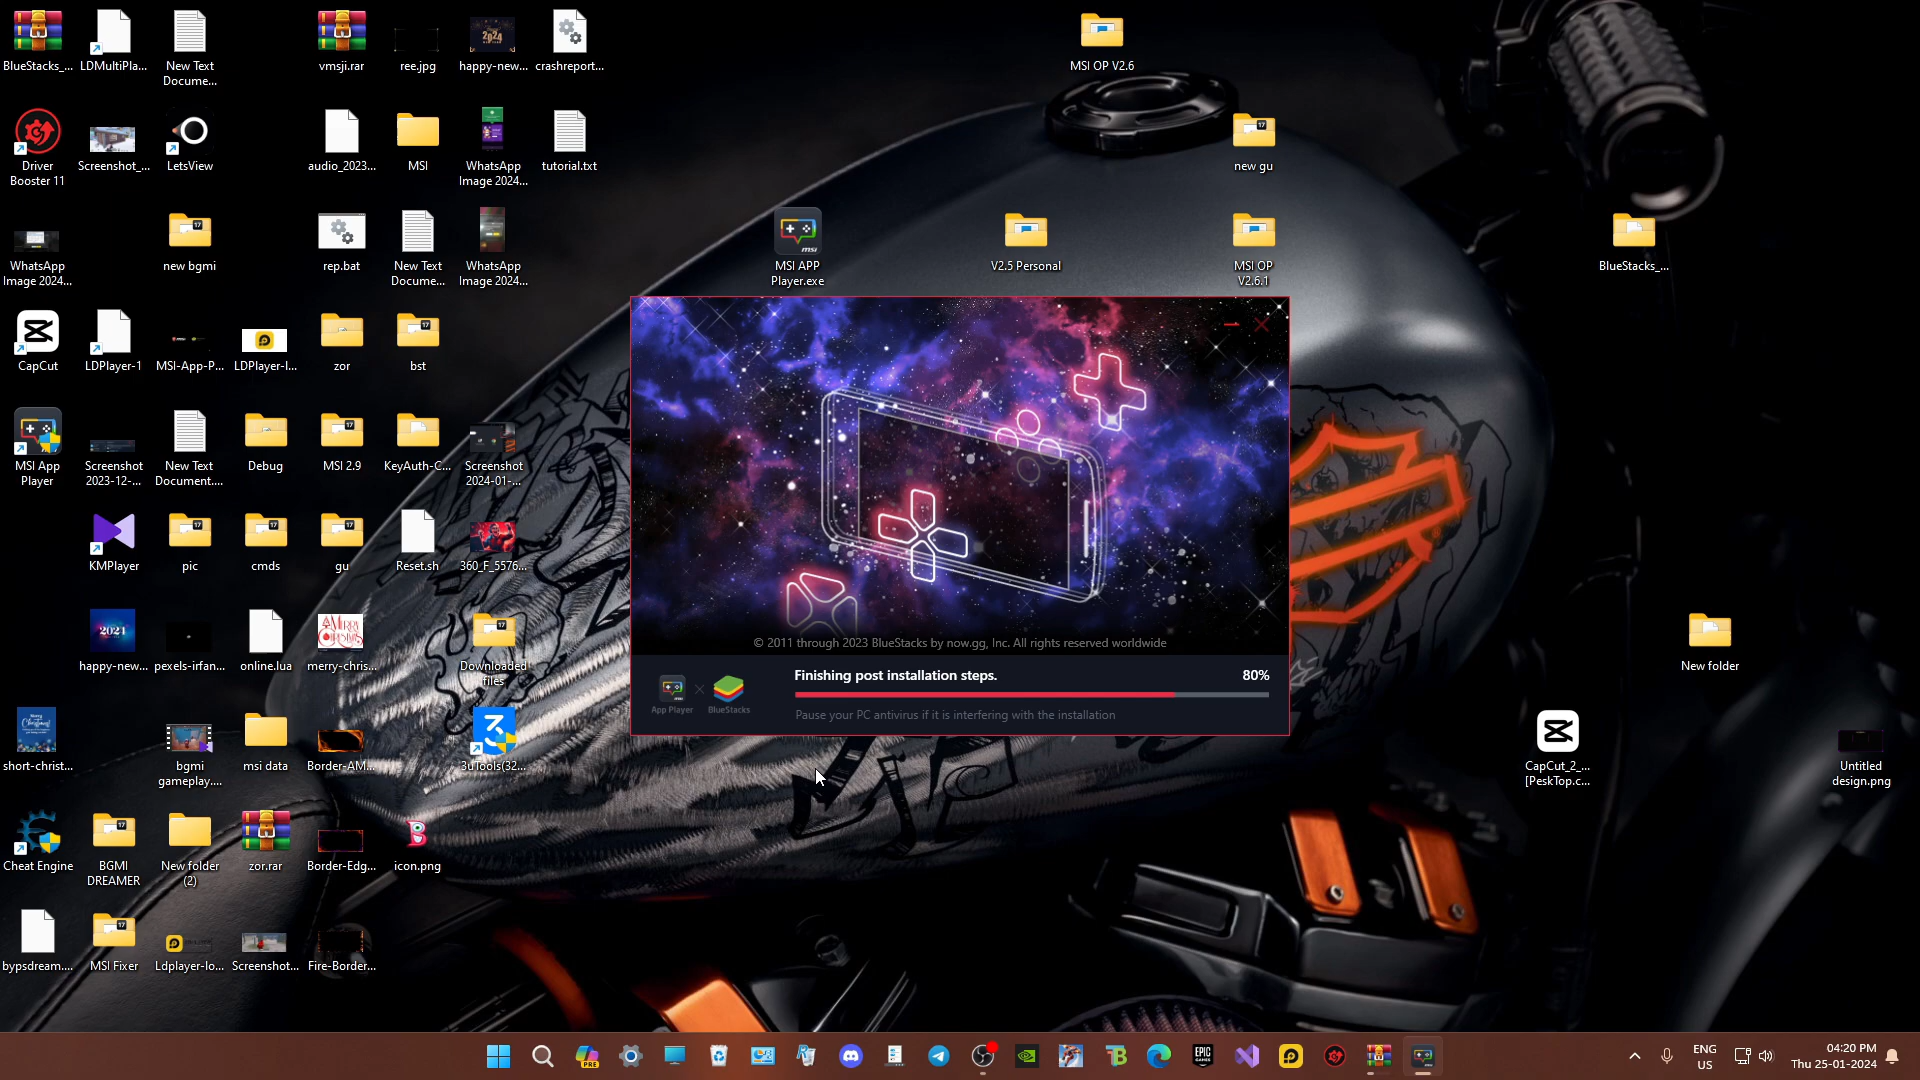 BlueStacks_...
LDMultiPla...
New Text
Docume...
vmsji.rar
ree.jpg
happy-new...
crashreport...
MSI OP V2.6
Driver
Booster 11
Screenshot_...
LetsView
audio_2023...
MSI
WhatsApp
Image 2024...
tutorial.txt
new gu
WhatsApp
Image 2024...
new bgmi
rep.bat
New Text
Docume...
WhatsApp
Image 2024...
MSI APP
Player.exe
V2.5 Personal
MSI OP
V2.6.1
BlueStacks_...
CapCut
LDPlayer-1
MSI-App-P...
LDPlayer-l...
zor
bst
MSI App
Player
Screenshot
2023-12-...
New Text
Document....
Debug
MSI 2.9
KeyAuth-C...
Screenshot
2024-01-...
KMPlayer
pic
cmds
gu
Reset.sh
360_F_5576...
happy-new...
pexels-irfan...
online.lua
merry-chris...
Downloaded
files
New folder
© 2011 through 2023 BlueStacks by now.gg, Inc. All rights reserved worldwide
Finishing post installation steps.
80%
App Player
BlueStacks
Pause your PC antivirus if it is interfering with the installation
short-christ...
bgmi
gameplay....
msi data
Border-AM...
3uTools(32...
CapCut_2_...
[PeskTop.c...
Untitled
design.png
Cheat Engine
BGMI
DREAMER
New folder
(2)
zor.rar
Border-Edg...
icon.png
bypsdream....
MSI Fixer
Ldplayer-lo...
Screenshot...
Fire-Border...
ENG
US
04:20 PM
Thu 25-01-2024